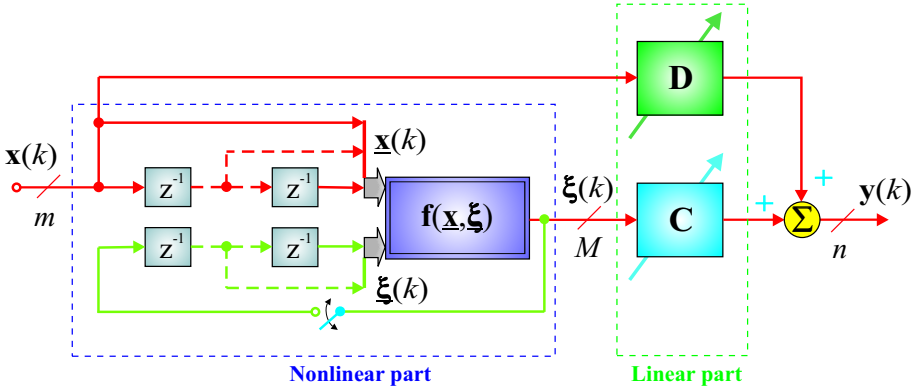 D
x(k)
m
z⁻¹
z⁻¹
x̲(k)
f(x̲,ξ̲)
ξ(k)
M
C
+
+
Σ
y(k)
n
z⁻¹
z⁻¹
ξ̲(k)
Nonlinear part
Linear part